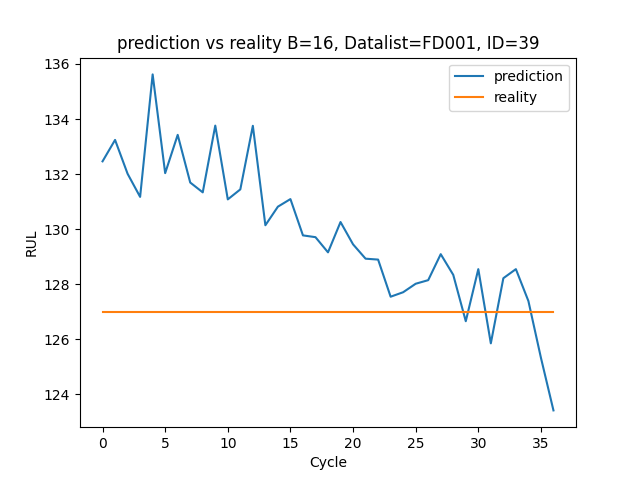 prediction vs reality B=16, Datalist=FD001, ID=39
prediction
reality
RUL
136
134
132
130
128
126
124
0 5 10 15 20 25 30 35
Cycle